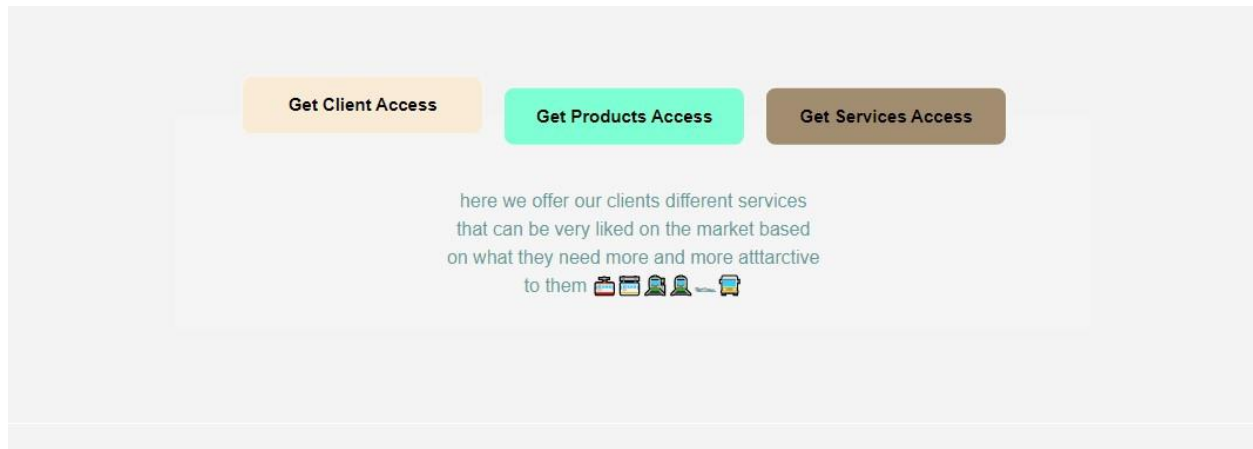 Get Client Access
Get Products Access
Get Services Access
here we offer our clients different services
that can be very liked on the market based
on what they need more and more atttarctive
to them